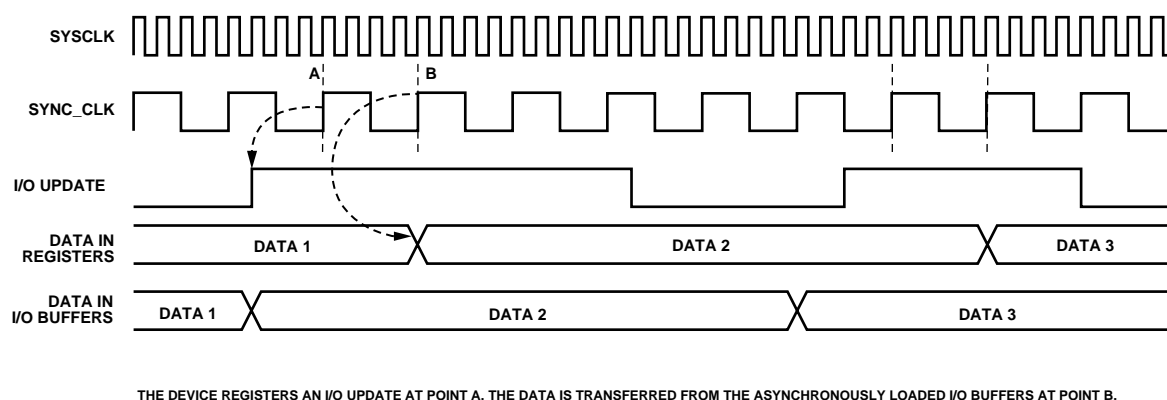 SYSCLK
A
B
SYNC_CLK
I/O UPDATE
DATA IN
REGISTERS
DATA 1
DATA 2
DATA 3
DATA IN
I/O BUFFERS
DATA 1
DATA 2
DATA 3
THE DEVICE REGISTERS AN I/O UPDATE AT POINT A. THE DATA IS TRANSFERRED FROM THE ASYNCHRONOUSLY LOADED I/O BUFFERS AT POINT B.